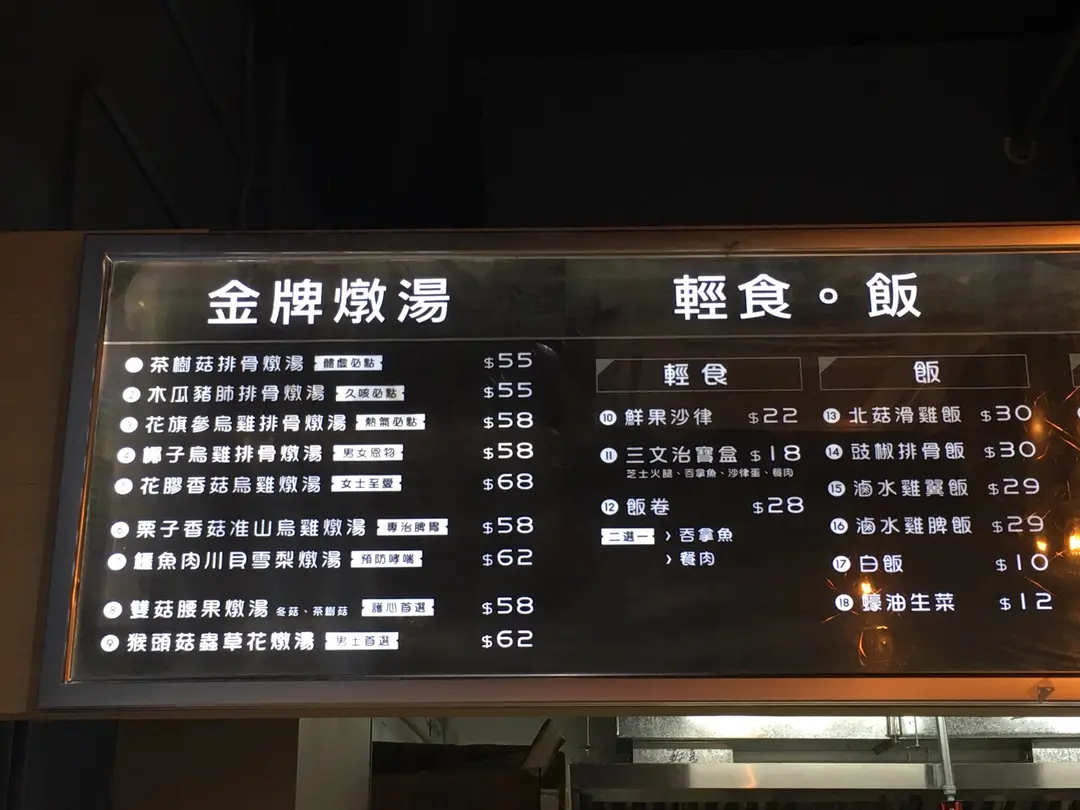 金牌燉湯
茶樹菇排骨燉湯 體虛必點 $55
2 木瓜豬肺排骨燉湯 久咳必點 $55
3 花旗參烏雞排骨燉湯 熱氣必點 $58
4 椰子烏雞排骨燉湯 男女恩物 $58
花膠香菇烏雞燉湯 女士至愛 $68
6 栗子香菇准山烏雞燉湯 專治脾胃 $58
鱷魚肉川貝雪梨燉湯 預防哮喘 $62
8 雙菇腰果燉湯 冬菇、茶樹菇 護心首選 $58
9 猴頭菇蟲草花燉湯 男士首選 $62
輕食。飯
輕食
10 鮮果沙律 $22
11 三文治寶盒 $18
芝士火腿、吞拿魚、沙律蛋、餐肉
12 飯卷 $28
二選一 › 吞拿魚
› 餐肉
飯
13 北菇滑雞飯 $30
14 豉椒排骨飯 $30
15 滷水雞翼飯 $29
16 滷水雞脾飯 $29
17 白飯 $10
18 蠔油生菜 $12